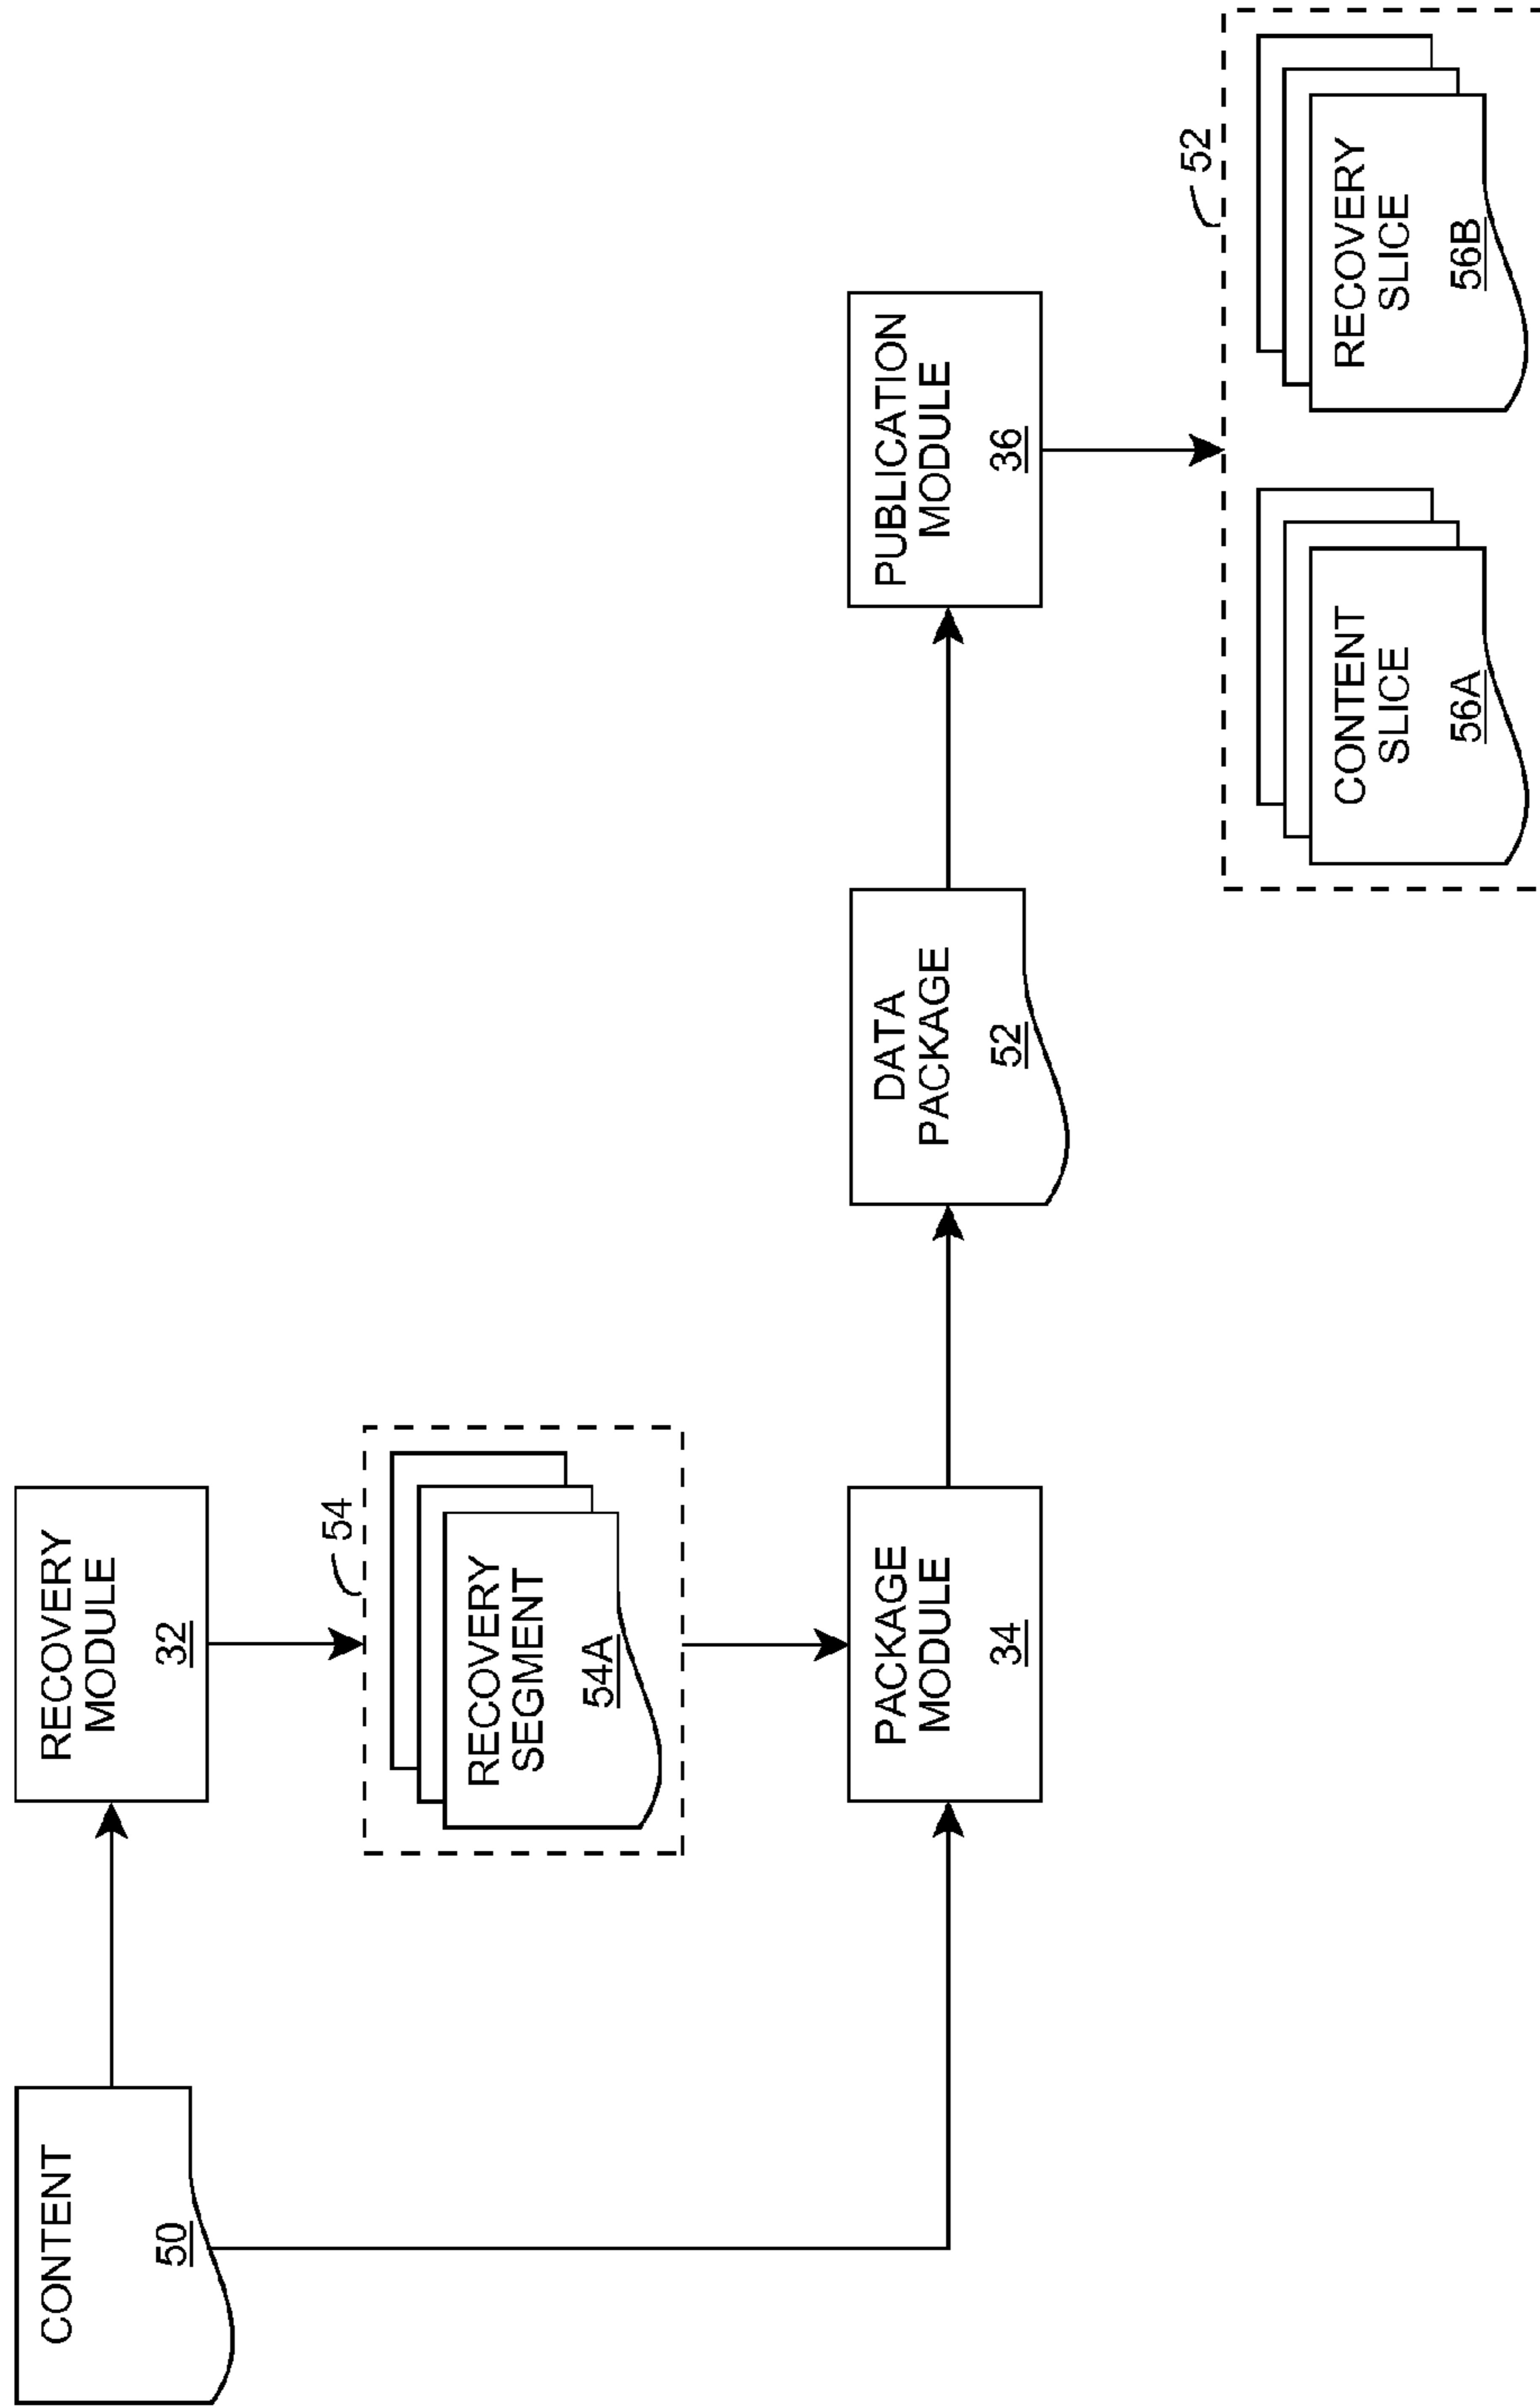 CONTENT
50
RECOVERY
MODULE
32
54
RECOVERY
SEGMENT
54A
PACKAGE
MODULE
34
DATA
PACKAGE
52
PUBLICATION
MODULE
36
52
CONTENT
SLICE
56A
RECOVERY
SLICE
56B